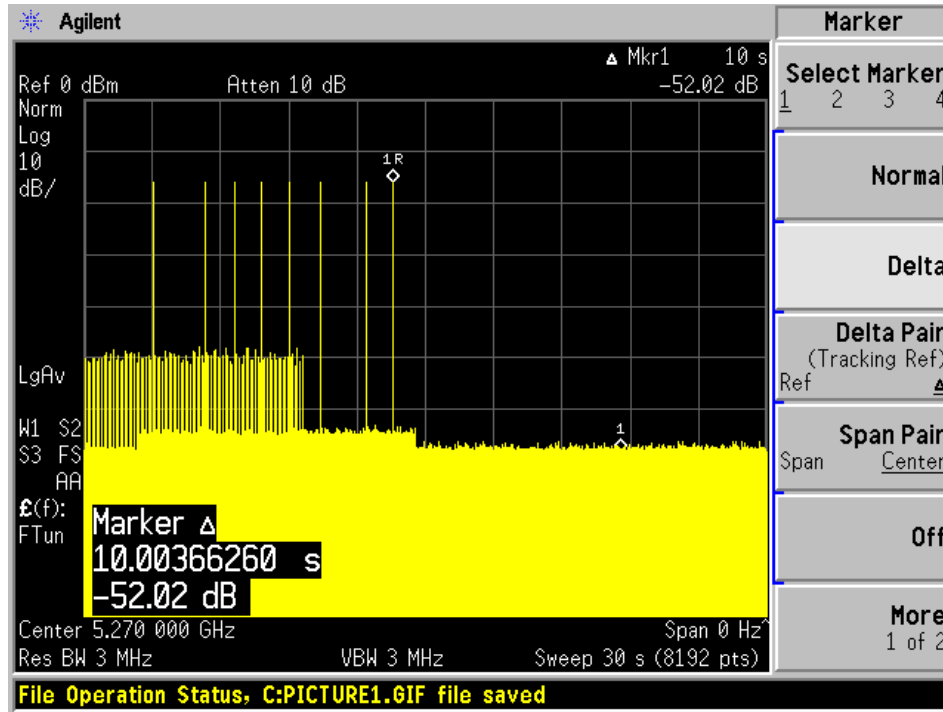 Agilent
Marker
△ Mkr1 10 s
Ref 0 dBm Atten 10 dB -52.02 dB
Norm
Log
10
dB/
1R
LgAv
W1 S2
S3 FS
AA
£(f):
FTun
1
Marker △
10.00366260 s
-52.02 dB
Center 5.270 000 GHz Span 0 Hz^
Res BW 3 MHz VBW 3 MHz Sweep 30 s (8192 pts)
File Operation Status, C:PICTURE1.GIF file saved
Select Marker
1 2 3 4
Normal
Delta
Delta Pair
(Tracking Ref)
Ref △
Span Pair
Span Center
Off
More
1 of 2